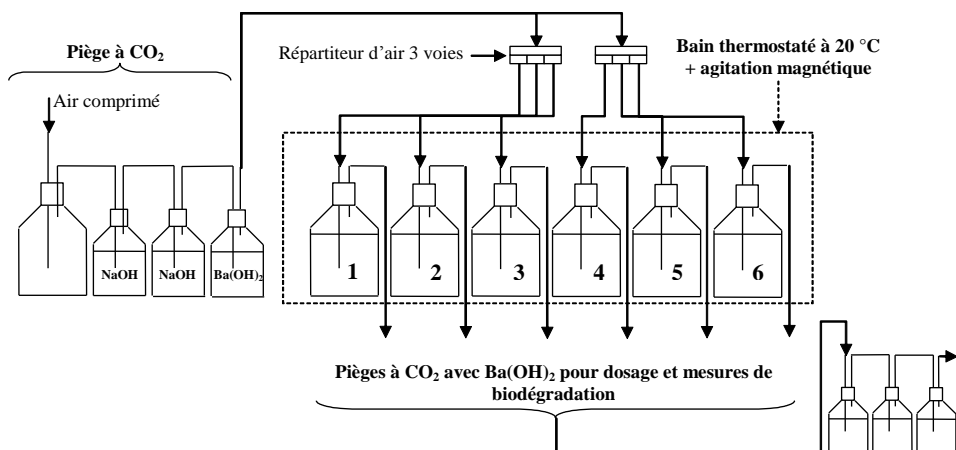 Piège à CO2
Air comprimé
NaOH
NaOH
Ba(OH)2
Répartiteur d'air 3 voies
Bain thermostaté à 20 °C
+ agitation magnétique
1
2
3
4
5
6
Pièges à CO2 avec Ba(OH)2 pour dosage et mesures de
biodégradation